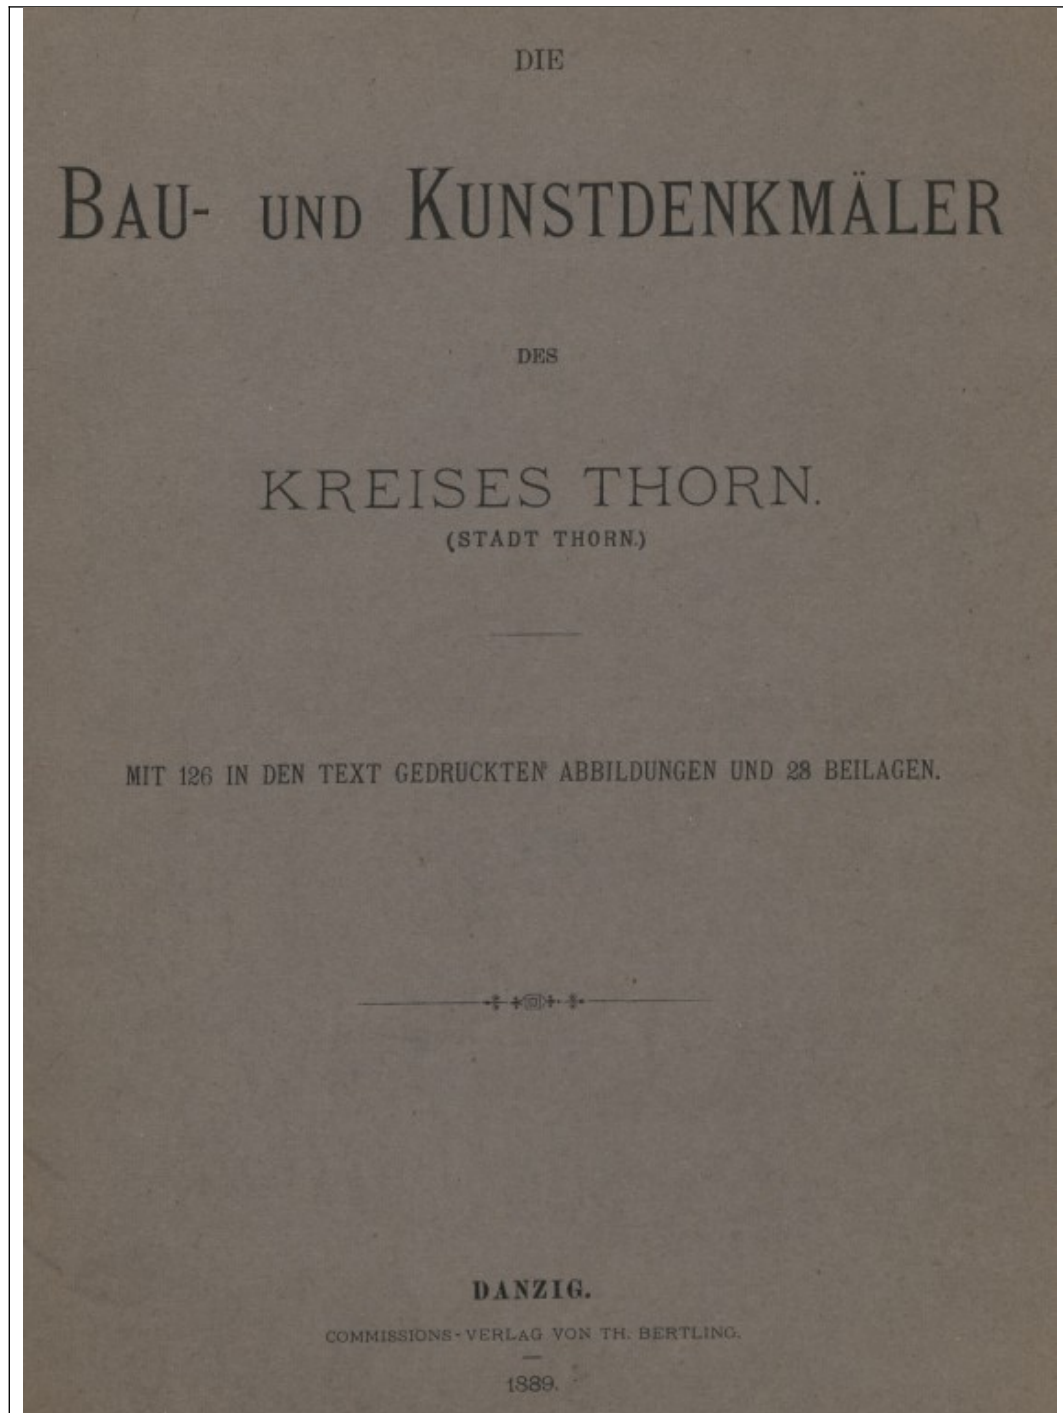 DIE
BAU- UND KUNSTDENKMÄLER
DES
KREISES THORN.
(STADT THORN.)
MIT 126 IN DEN TEXT GEDRUCKTEN ABBILDUNGEN UND 28 BEILAGEN.
DANZIG.
COMMISSIONS-VERLAG VON TH. BERTLING.
1889.